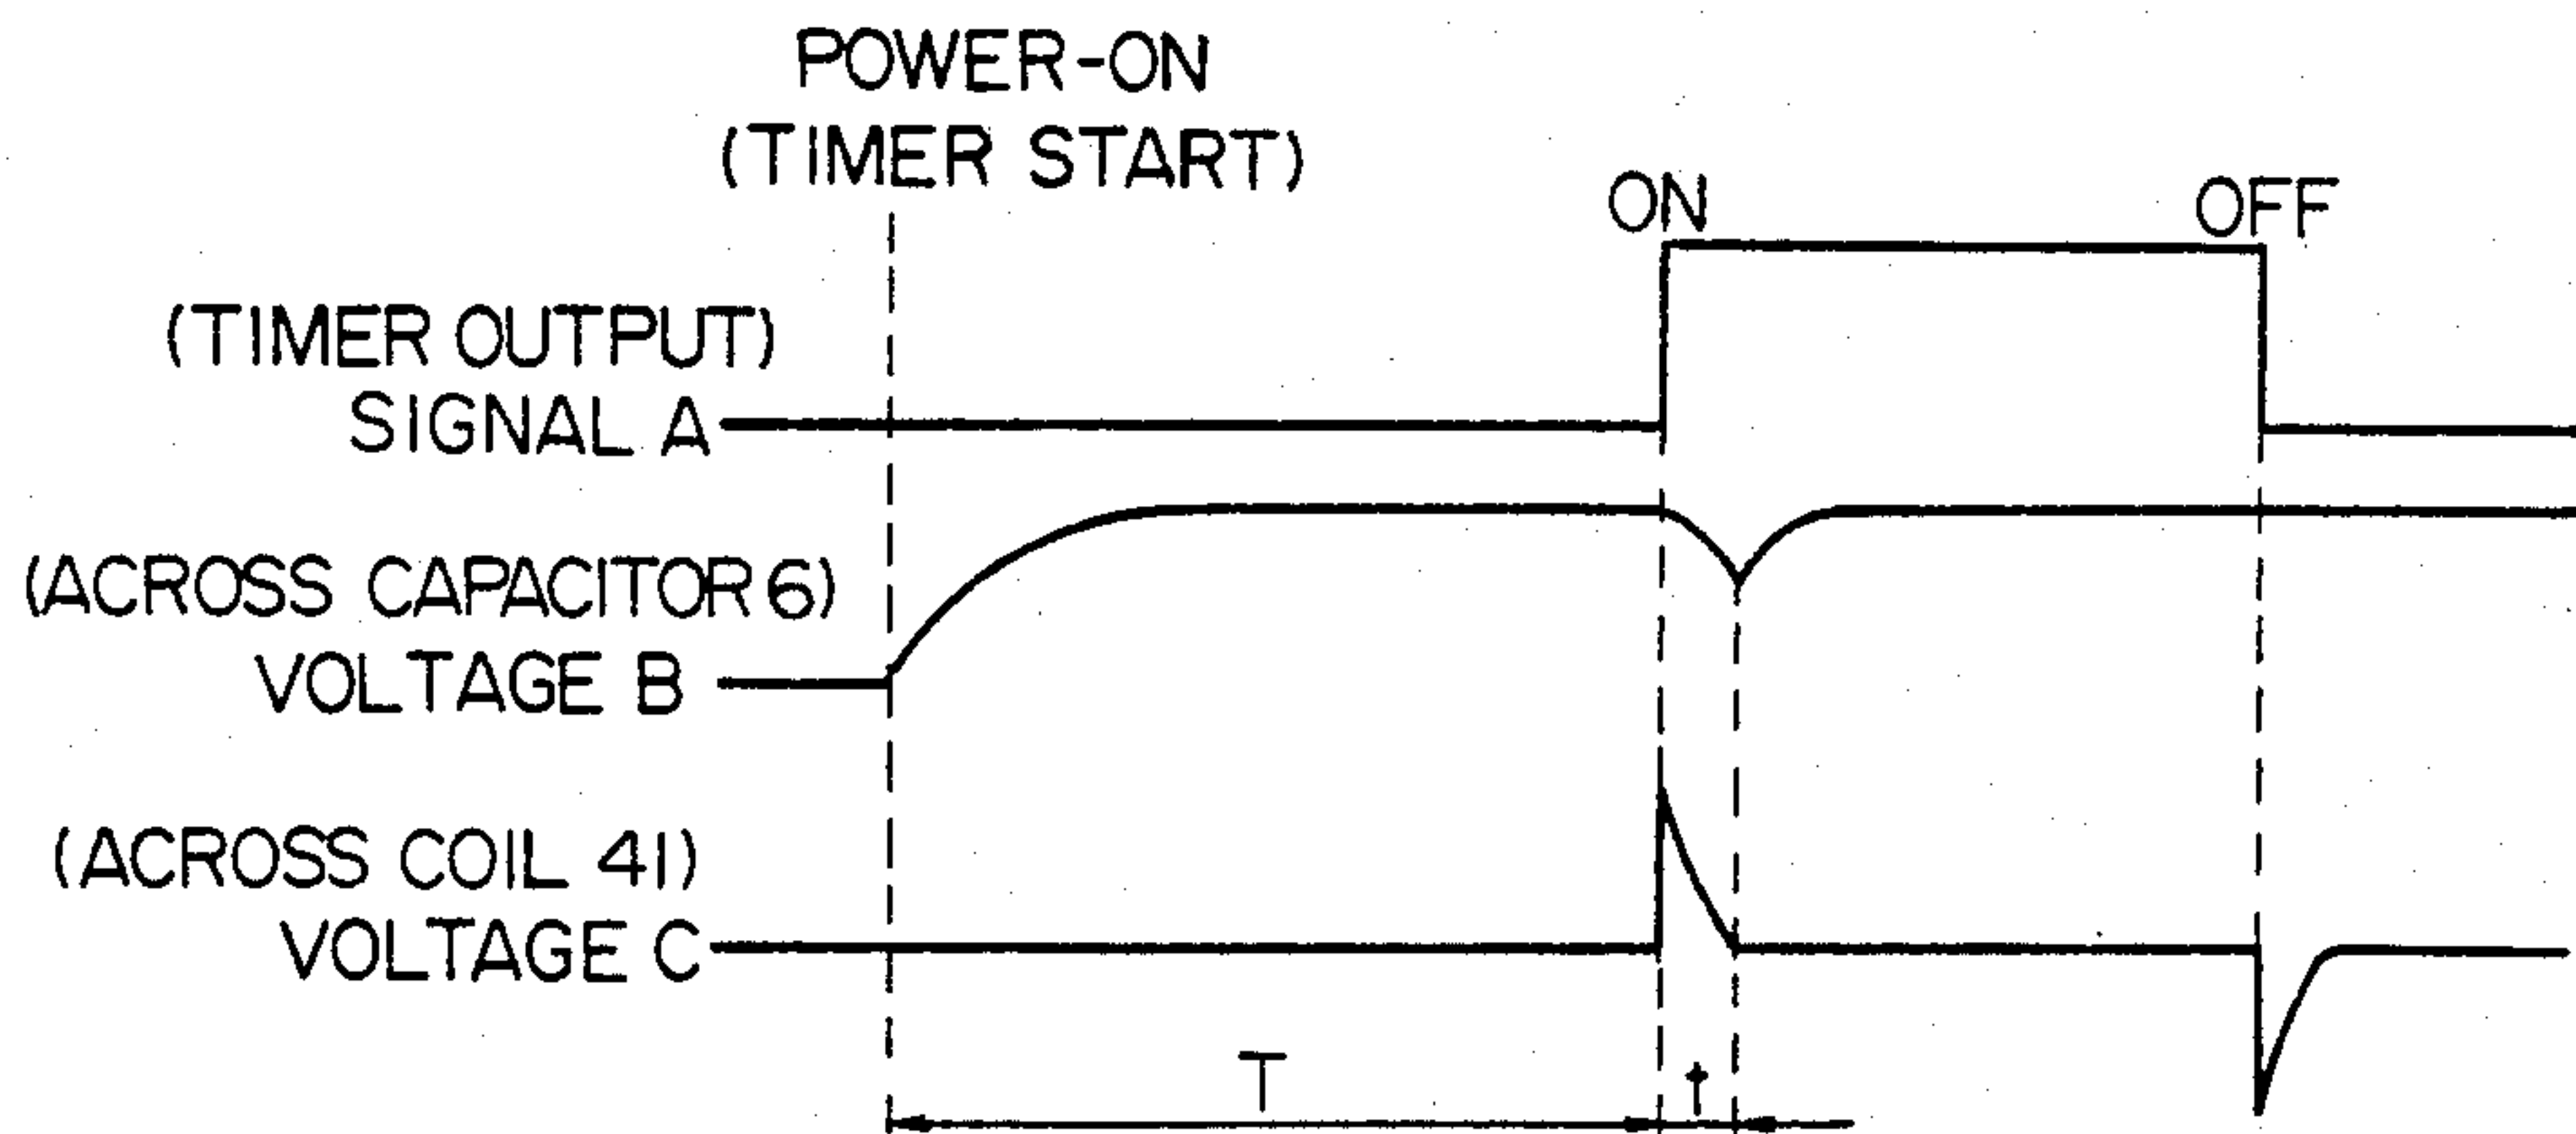 POWER-ON
(TIMER START)
ON
OFF
(TIMER OUTPUT)
SIGNAL A
(ACROSS CAPACITOR 6)
VOLTAGE B
(ACROSS COIL 41)
VOLTAGE C
T
t